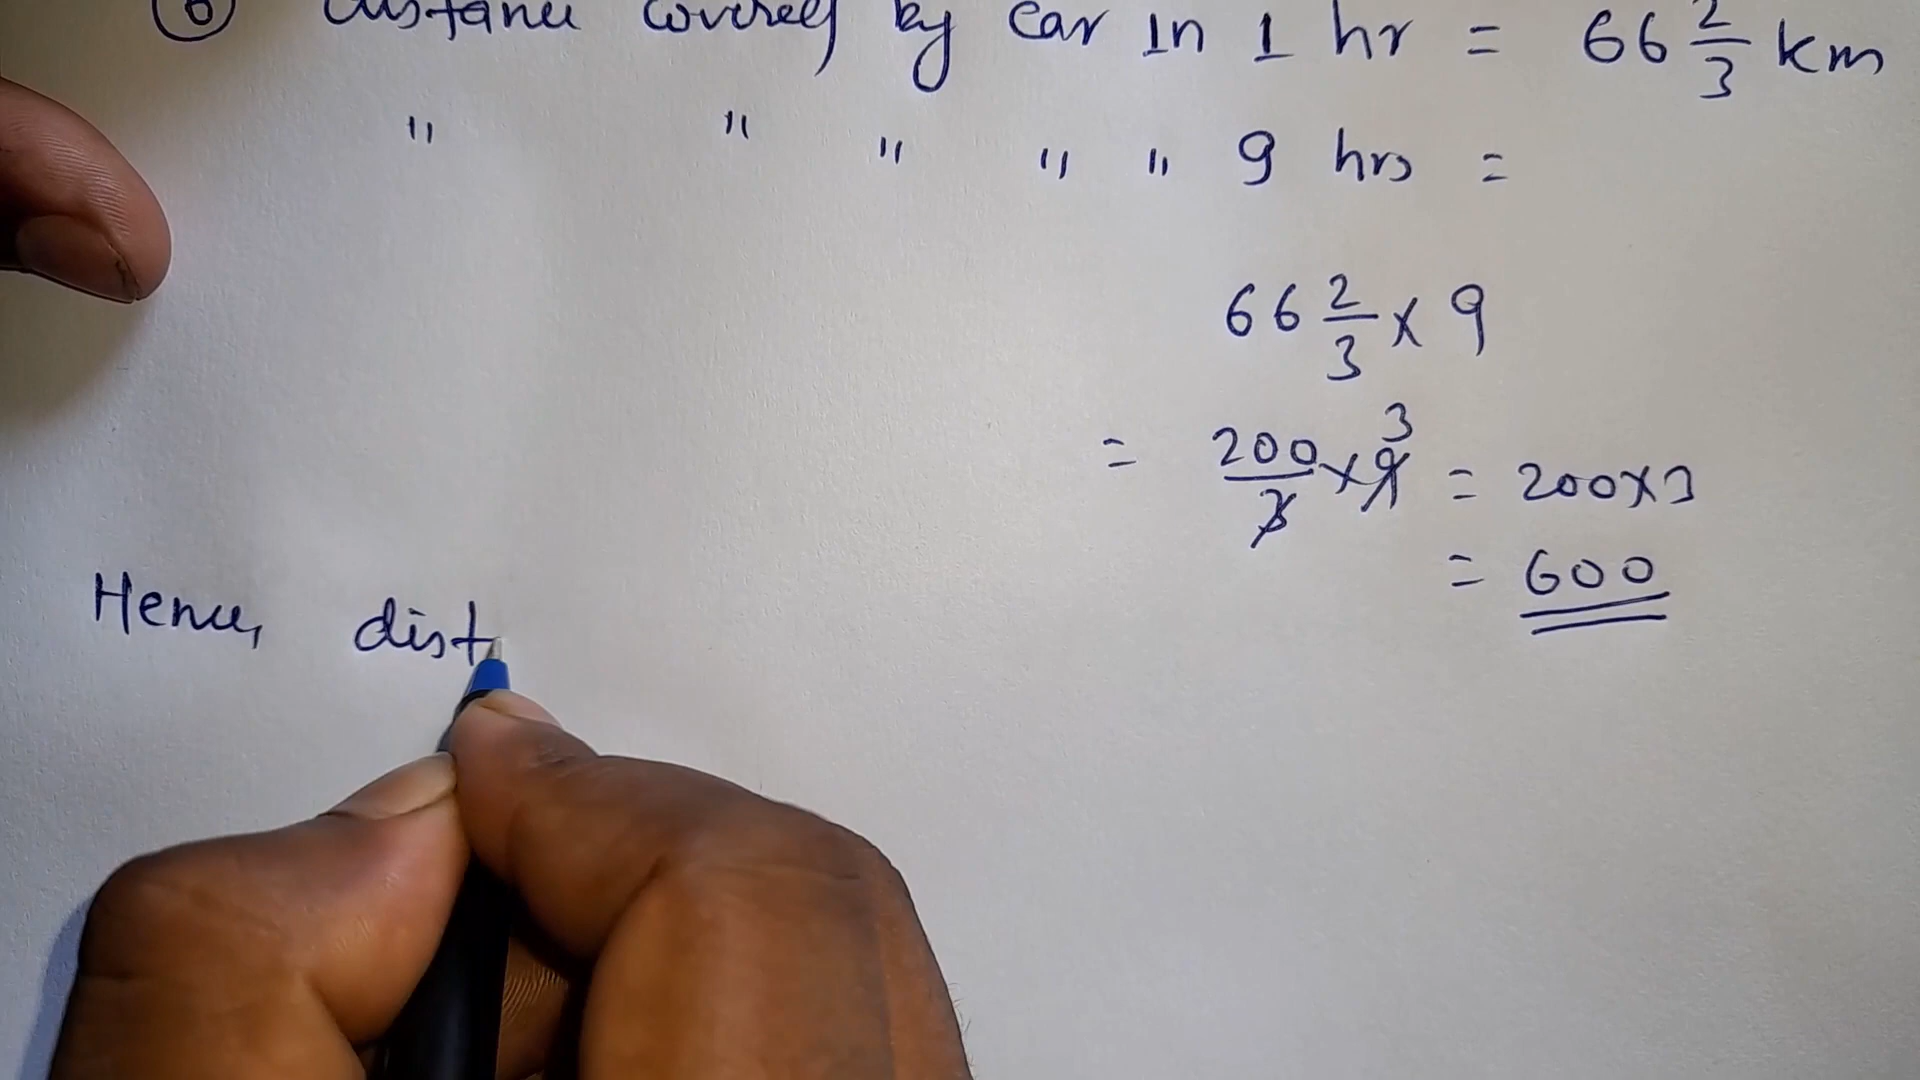 6 Distance covered by car in 1 hr = 66 2/3 km
" " " " " 9 hrs =
66 2/3 x 9
= 200/3 x 9 3 = 200x3
= 600
Hence, dist